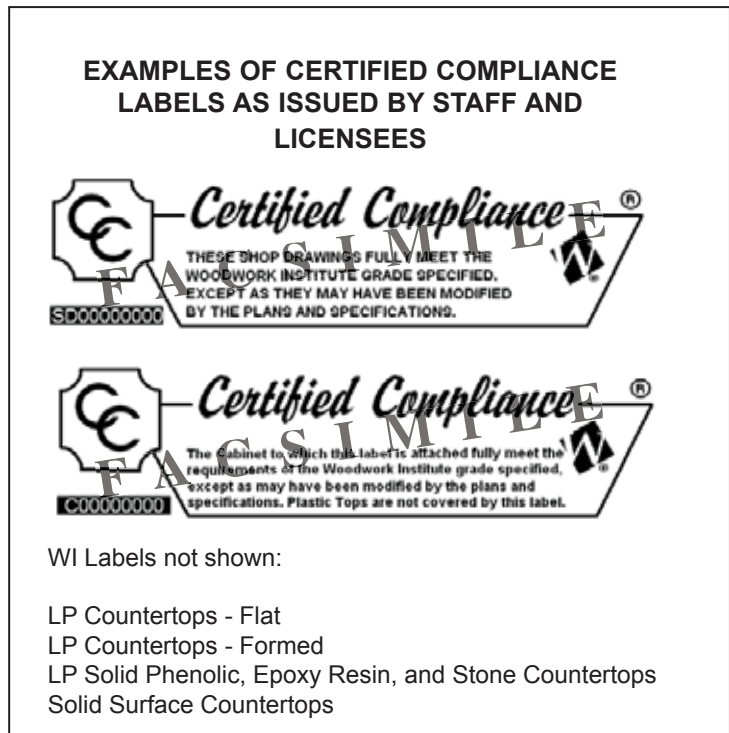 EXAMPLES OF CERTIFIED COMPLIANCE
LABELS AS ISSUED BY STAFF AND
LICENSEES
CC
Certified Compliance ®
THESE SHOP DRAWINGS FULLY MEET THE
WOODWORK INSTITUTE GRADE SPECIFIED.
EXCEPT AS THEY MAY HAVE BEEN MODIFIED
BY THE PLANS AND SPECIFICATIONS.
SD00000000
W®
FACSIMILE
CC
Certified Compliance ®
The Cabinet to which this label is attached fully meet the
requirements of the Woodwork Institute grade specified,
except as may have been modified by the plans and
specifications. Plastic Tops are not covered by this label.
C00000000
W®
FACSIMILE
WI Labels not shown:
LP Countertops - Flat
LP Countertops - Formed
LP Solid Phenolic, Epoxy Resin, and Stone Countertops
Solid Surface Countertops